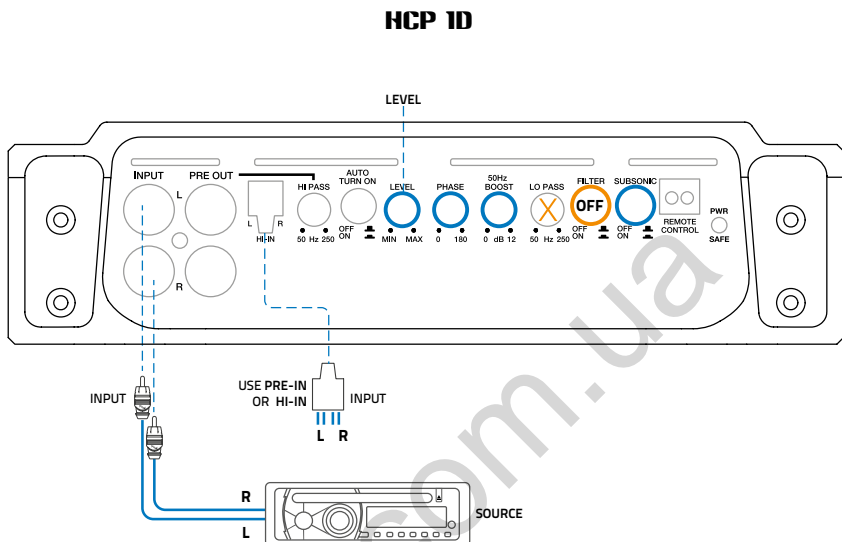 HCP 1D
LEVEL
INPUT
PRE OUT
L
R
HI PASS
50 Hz 250
L R
HI-IN
AUTO
TURN ON
OFF
ON
LEVEL
MIN MAX
PHASE
0 180
50Hz
BOOST
0 dB 12
LO PASS
50 Hz 250
FILTER
OFF
OFF
ON
SUBSONIC
OFF
ON
REMOTE
CONTROL
PWR
SAFE
INPUT
USE PRE-IN
OR HI-IN
INPUT
L R
R
L
SOURCE
com.ua